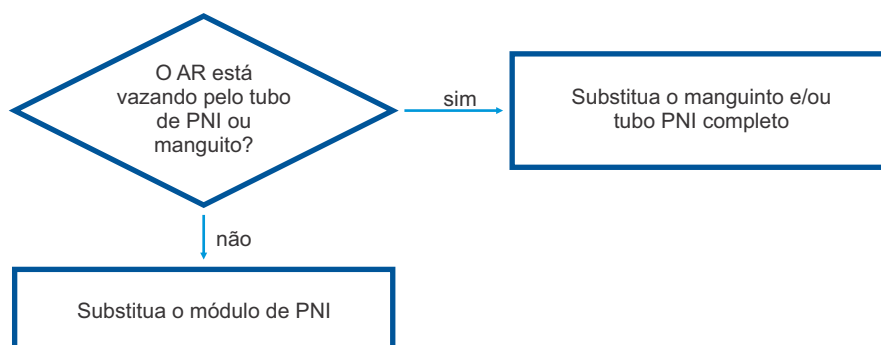 O AR está
vazando pelo tubo
de PNI ou
manguito?
sim
Substitua o manguinto e/ou
tubo PNI completo
não
Substitua o módulo de PNI